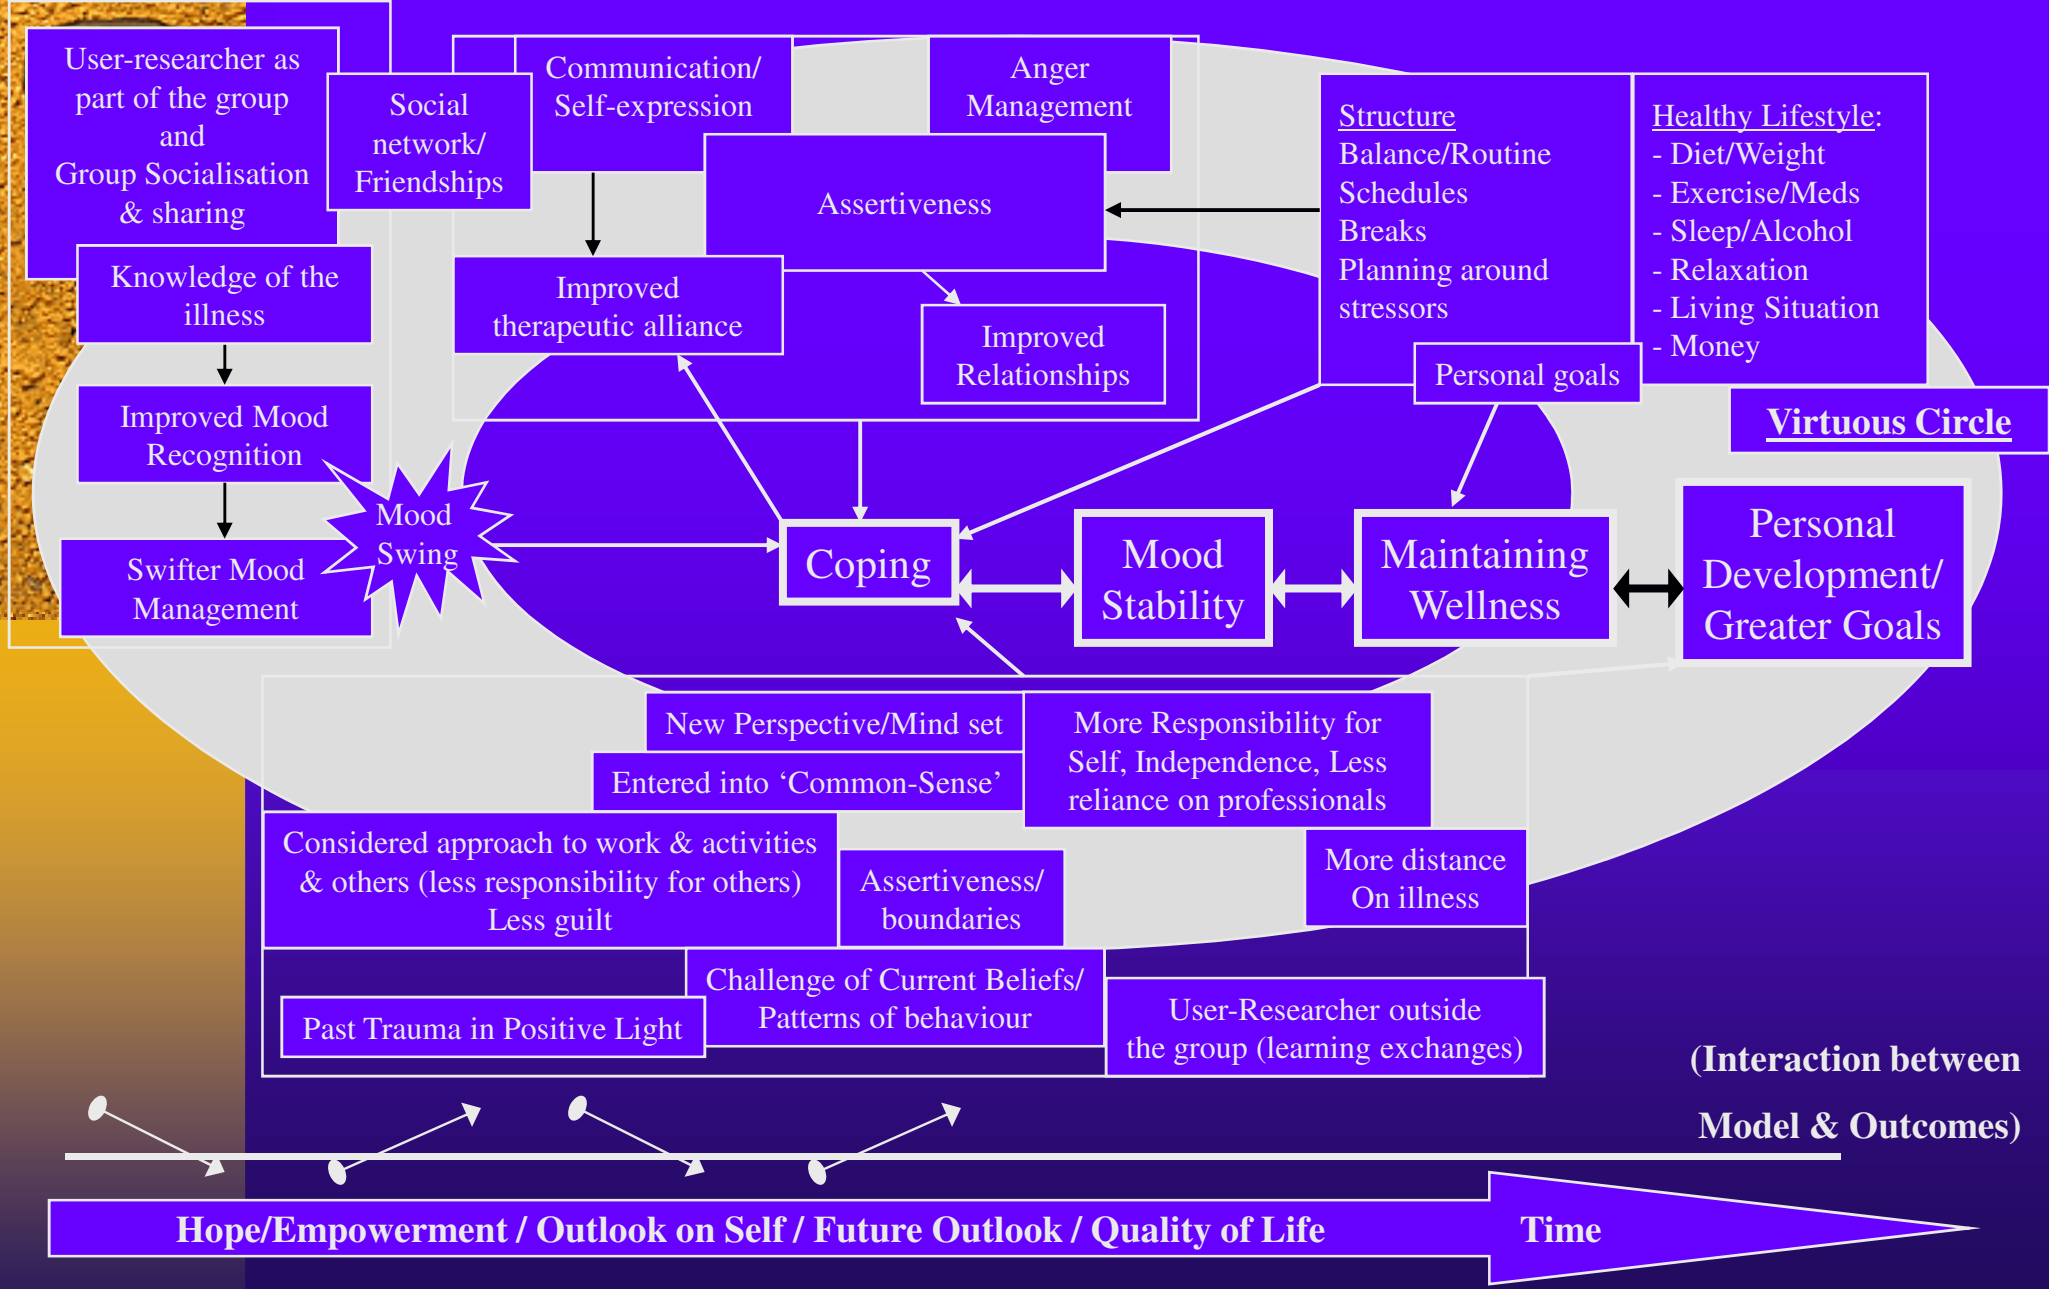 User-researcher as
part of the group
and
Group Socialisation
& sharing
Social
network/
Friendships
Communication/
Self-expression
Anger
Management
Assertiveness
Structure
Balance/Routine
Schedules
Breaks
Planning around
stressors
Healthy Lifestyle:
- Diet/Weight
- Exercise/Meds
- Sleep/Alcohol
- Relaxation
- Living Situation
- Money
Knowledge of the
illness
Improved
therapeutic alliance
Improved
Relationships
Personal goals
Virtuous Circle
Improved Mood
Recognition
Swifter Mood
Management
Mood
Swing
Coping
Mood
Stability
Maintaining
Wellness
Personal
Development/
Greater Goals
New Perspective/Mind set
Entered into ‘Common-Sense’
More Responsibility for
Self, Independence, Less
reliance on professionals
Considered approach to work & activities
& others (less responsibility for others)
Less guilt
Assertiveness/
boundaries
More distance
On illness
Challenge of Current Beliefs/
Patterns of behaviour
Past Trauma in Positive Light
User-Researcher outside
the group (learning exchanges)
(Interaction between
Model & Outcomes)
Hope/Empowerment / Outlook on Self / Future Outlook / Quality of Life
Time